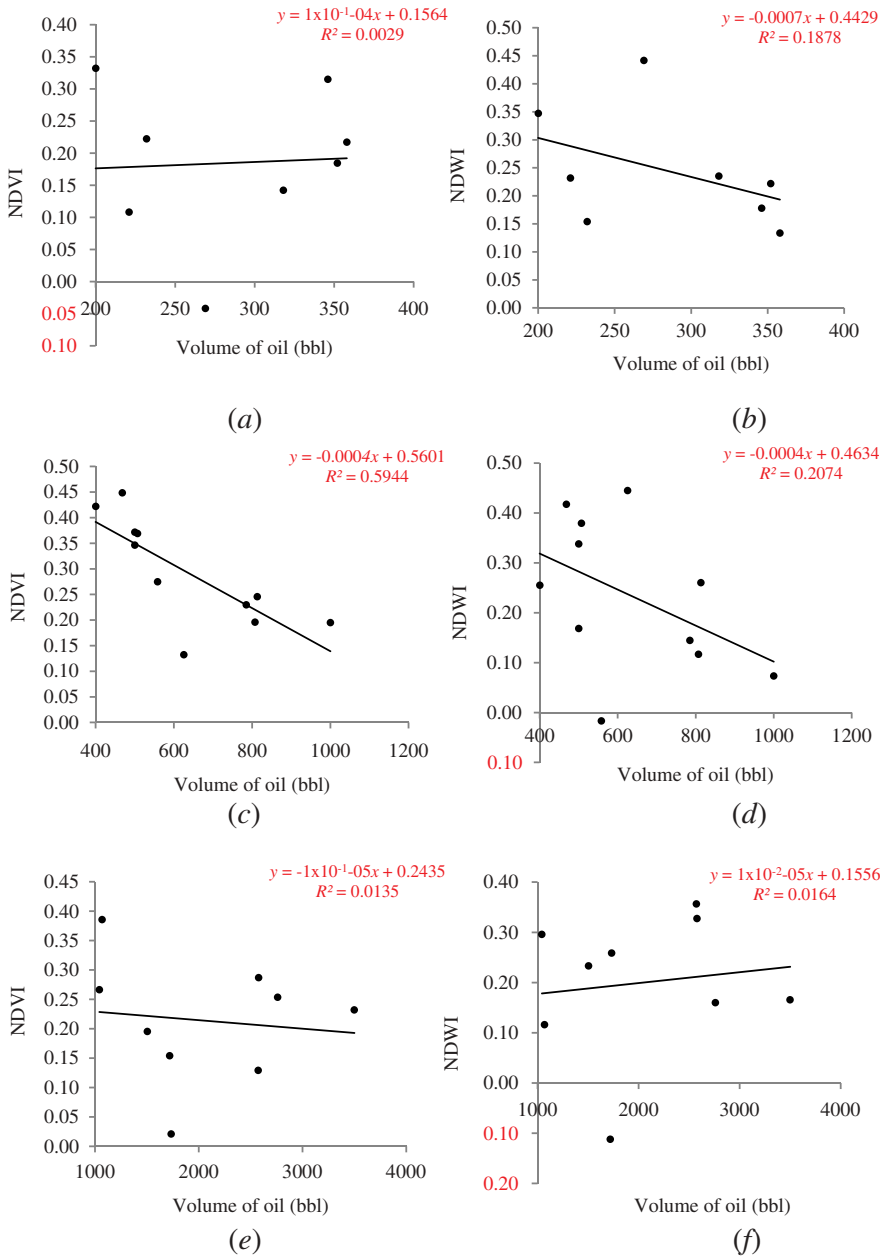 y = 1x10⁻¹-04x + 0.1564
R² = 0.0029
0.40
0.35
0.30
0.25
0.20
0.15
0.10
0.05
0.00
0.05
0.10
NDVI
200 250 300 350 400
Volume of oil (bbl)
(a)
y = -0.0007x + 0.4429
R² = 0.1878
0.50
0.45
0.40
0.35
0.30
0.25
0.20
0.15
0.10
0.05
0.00
NDWI
200 250 300 350 400
Volume of oil (bbl)
(b)
y = -0.0004x + 0.5601
R² = 0.5944
0.50
0.45
0.40
0.35
0.30
0.25
0.20
0.15
0.10
0.05
0.00
NDVI
400 600 800 1000 1200
Volume of oil (bbl)
(c)
y = -0.0004x + 0.4634
R² = 0.2074
0.50
0.40
0.30
0.20
0.10
0.00
0.10
NDWI
400 600 800 1000 1200
Volume of oil (bbl)
(d)
y = -1x10⁻¹-05x + 0.2435
R² = 0.0135
0.45
0.40
0.35
0.30
0.25
0.20
0.15
0.10
0.05
0.00
NDVI
1000 2000 3000 4000
Volume of oil (bbl)
(e)
y = 1x10⁻²-05x + 0.1556
R² = 0.0164
0.40
0.30
0.20
0.10
0.00
0.10
0.20
NDWI
1000 2000 3000 4000
Volume of oil (bbl)
(f)